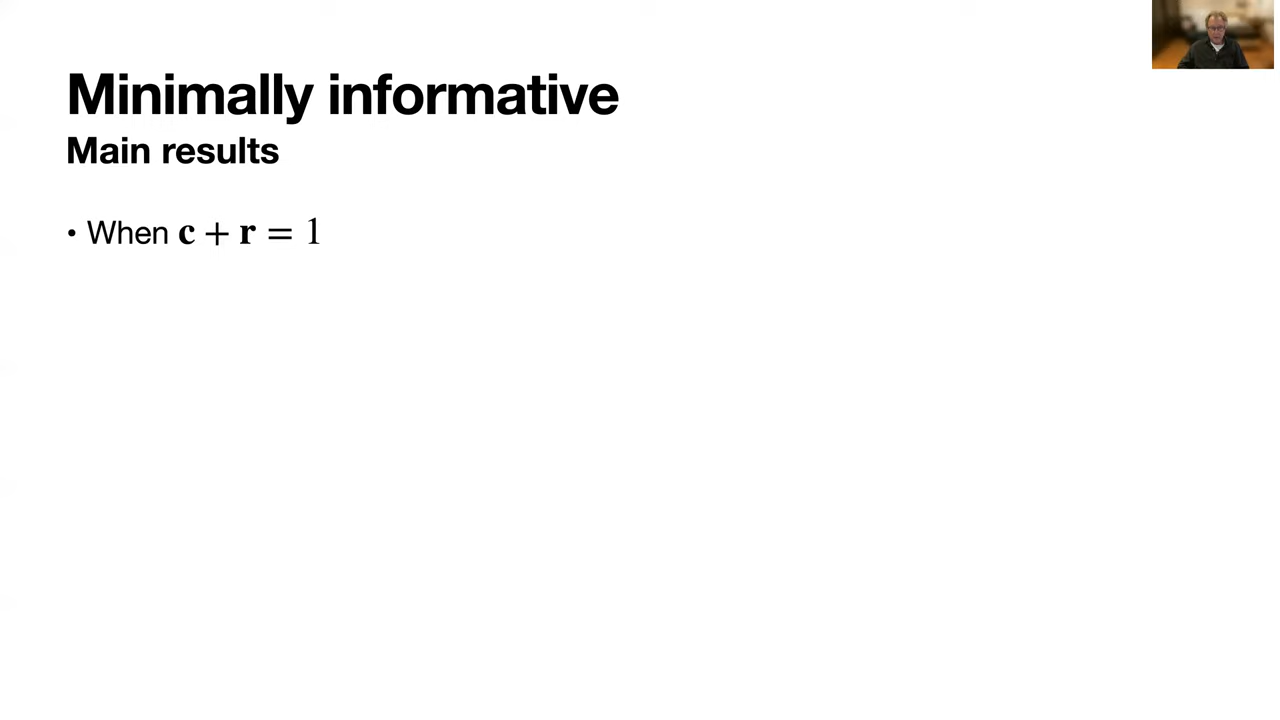 Minimally informative
Main results
• When c + r = 1